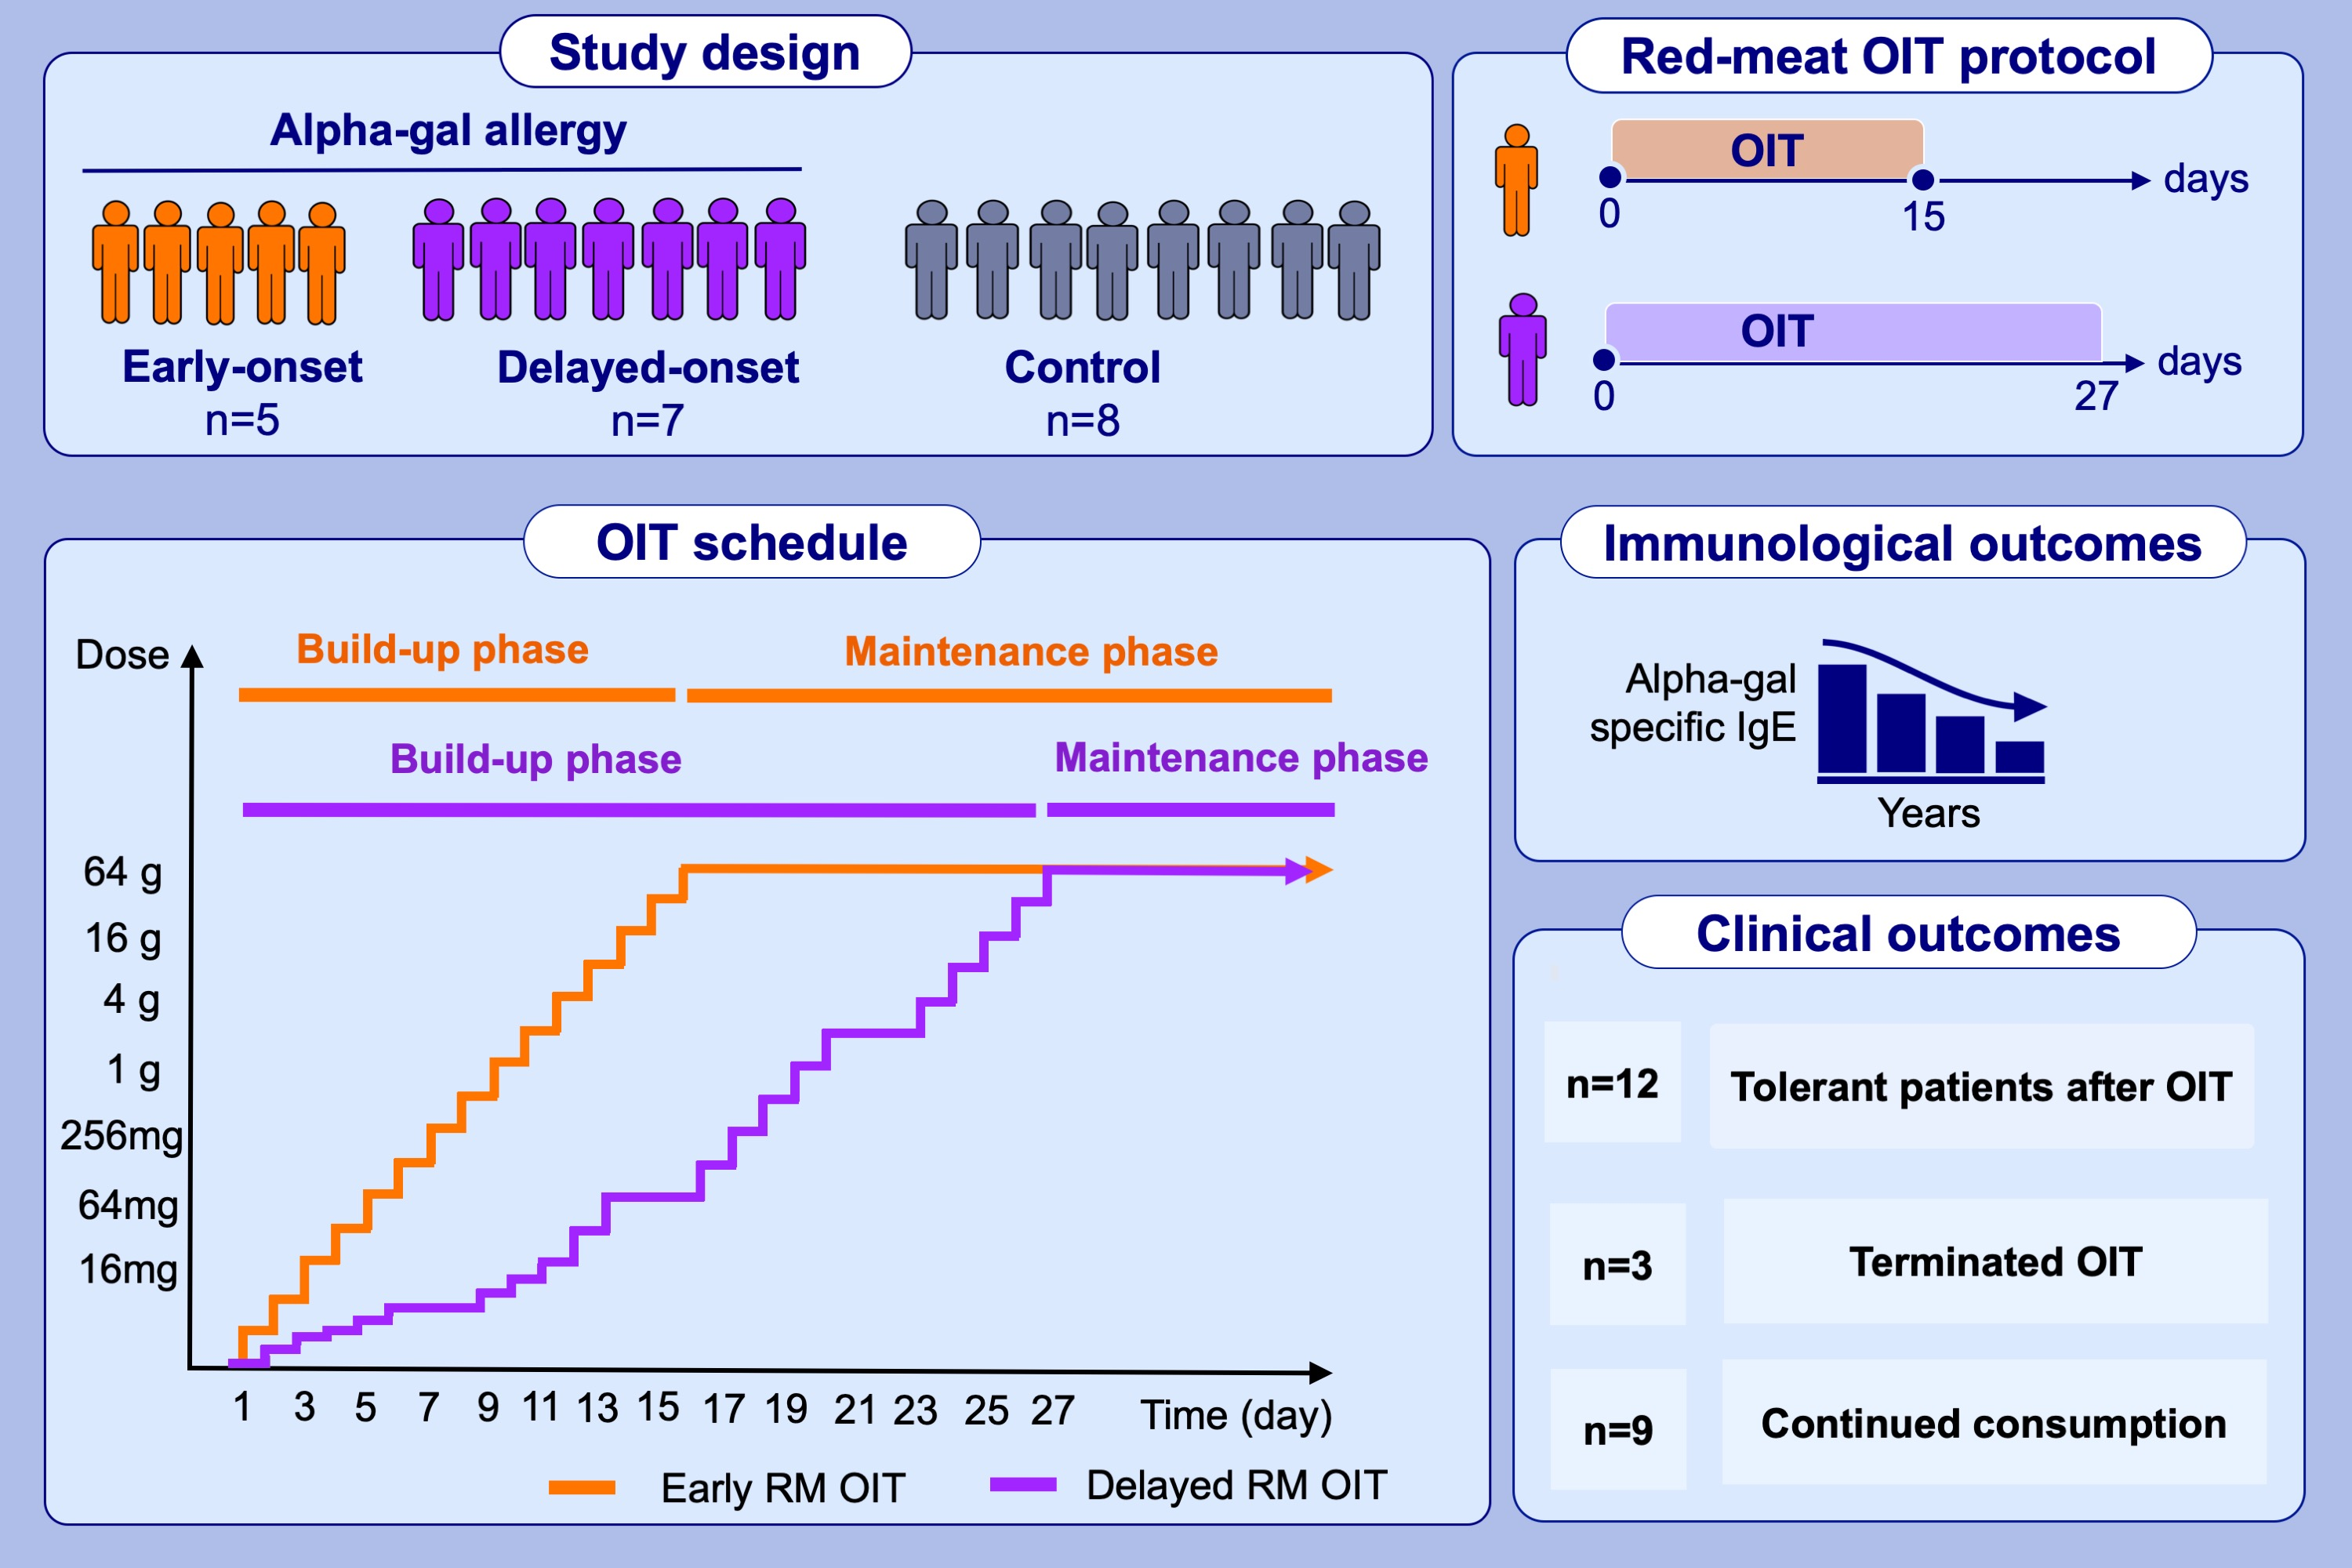 Study design
Alpha-gal allergy
Early-onset
n=5
Delayed-onset
n=7
Control
n=8
Red-meat OIT protocol
OIT
0
15
days
OIT
0
27
days
OIT schedule
Dose
Build-up phase
Maintenance phase
Build-up phase
Maintenance phase
64 g
16 g
4 g
1 g
256mg
64mg
16mg
1 3 5 7 9 11 13 15 17 19 21 23 25 27 Time (day)
Early RM OIT
Delayed RM OIT
Immunological outcomes
Alpha-gal
specific IgE
Years
Clinical outcomes
n=12 Tolerant patients after OIT
n=3 Terminated OIT
n=9 Continued consumption